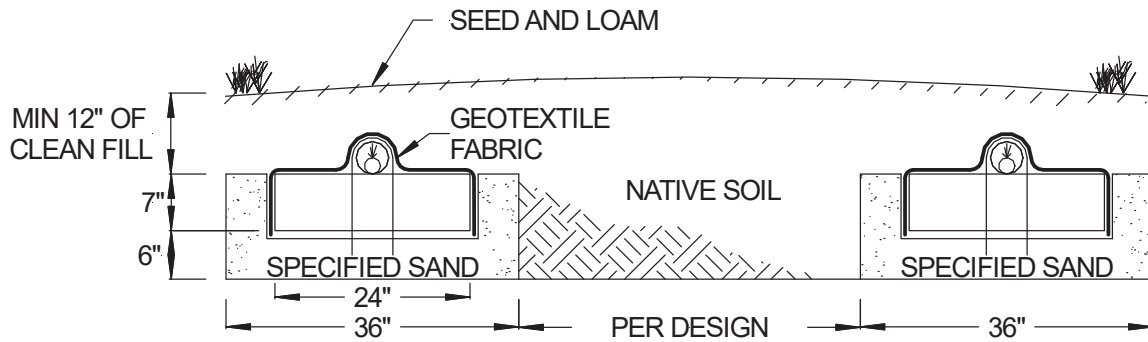 SEED AND LOAM
MIN 12" OF
CLEAN FILL
GEOTEXTILE
FABRIC
7"
NATIVE SOIL
6"
SPECIFIED SAND
SPECIFIED SAND
24"
36"
PER DESIGN
36"